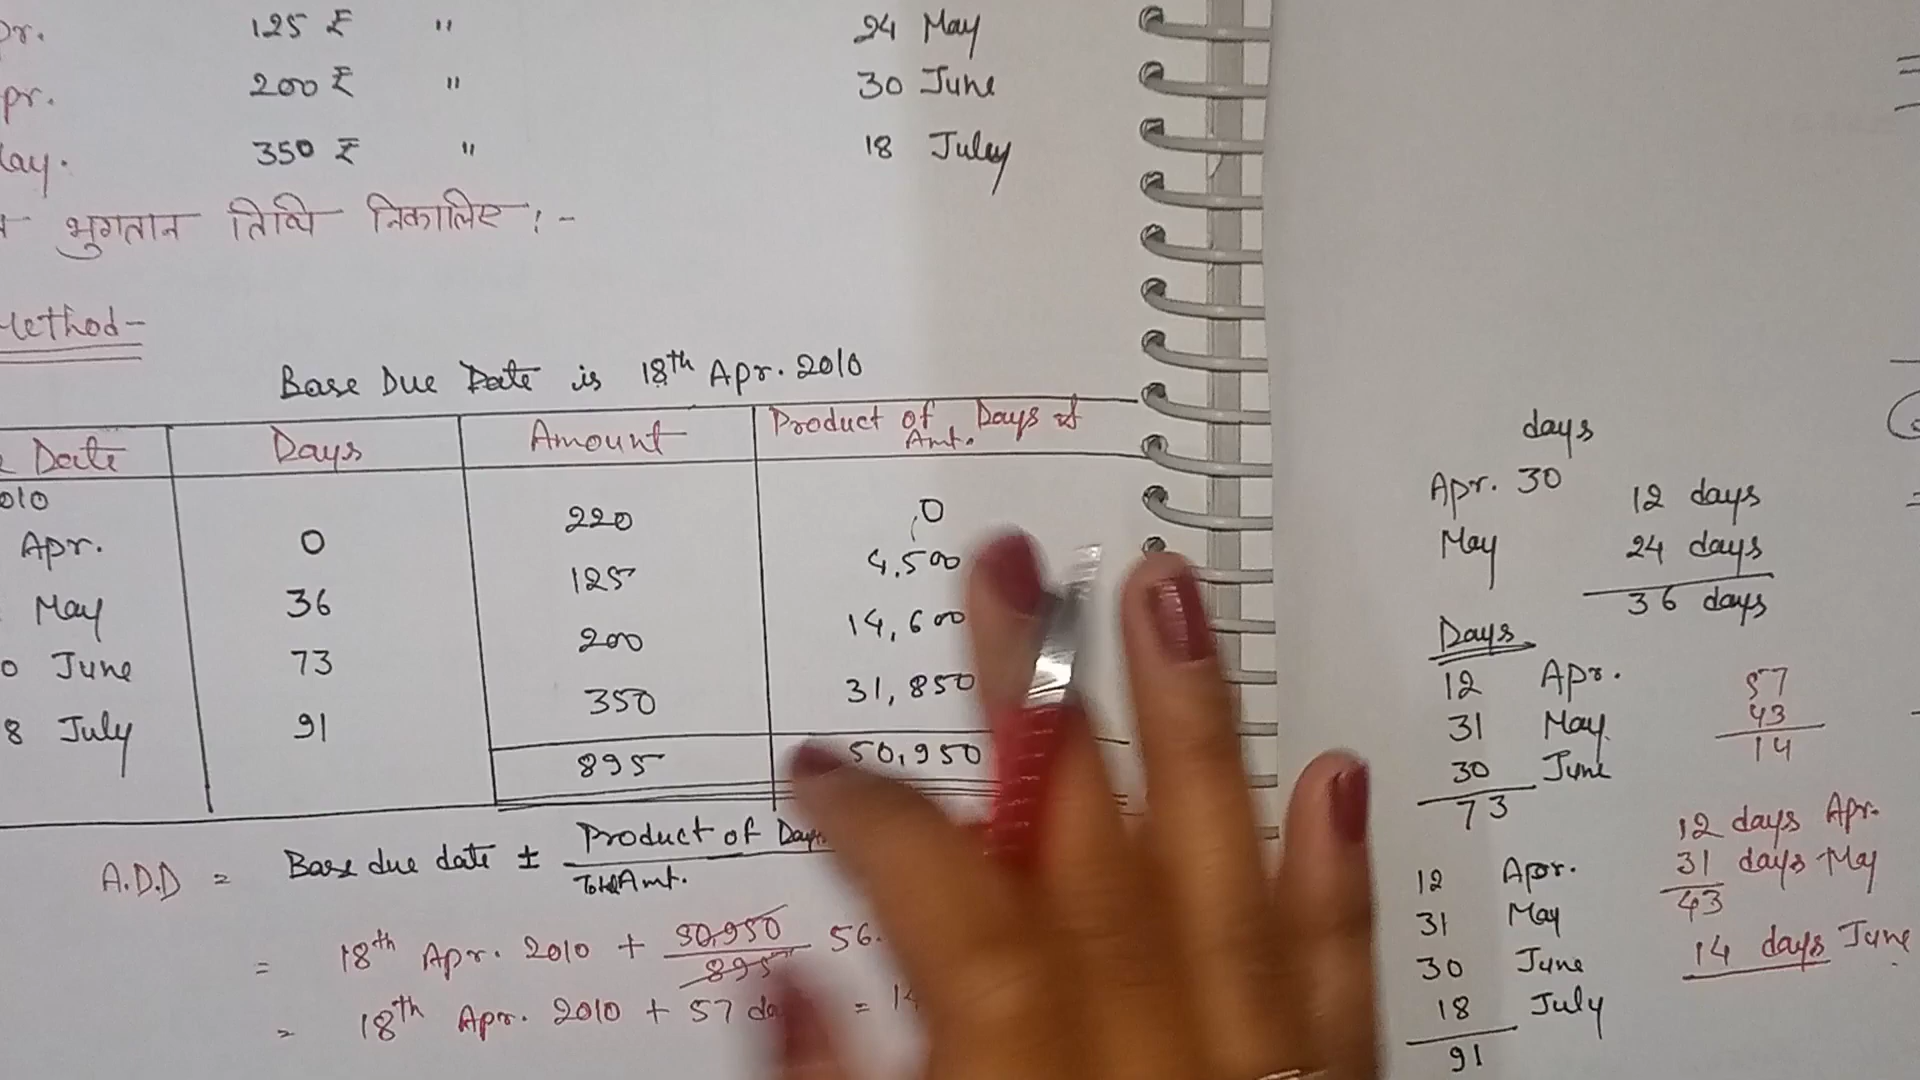 pr. 125 ₹ " 24 May
pr. 200 ₹ " 30 June
ay. 350 ₹ " 18 July
भुगतान तिथि निकालिए :-
Method-
Base Due Date is 18th Apr. 2010
Date Days Amount Product of Days & Amt.
010
Apr. 0 220 0
May 36 125 4,500
0 June 73 200 14,600
8 July 91 350 31,850
895 50,950
A.D.D = Base due date ± Product of Days
Total Amt.
= 18th Apr. 2010 + 50,950 56.
895
= 18th Apr. 2010 + 57 da = 14
days
Apr. 30 12 days
May 24 days
36 days
Days
12 Apr.
31 May
30 June
73
57
43
14
12 Apr.
31 May
30 June
18 July
91
12 days Apr.
31 days May
43
14 days June